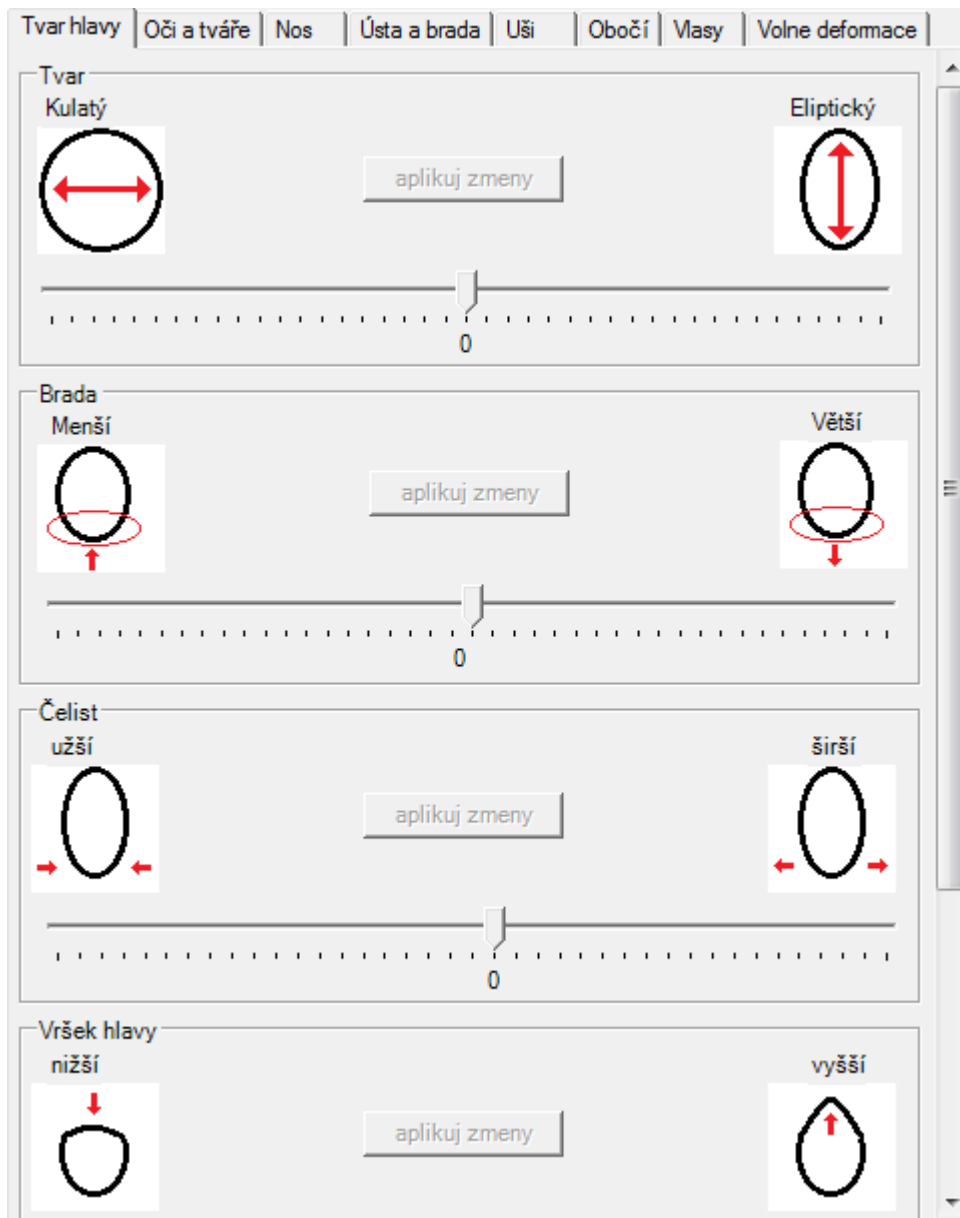 Tvar hlavy Oči a tváře Nos Ústa a brada Uši Obočí Vlasy Volne deformace
Tvar
Kulatý Eliptický
aplikuj zmeny
0
Brada
Menší Větší
aplikuj zmeny
0
Čelist
užší širší
aplikuj zmeny
0
Vršek hlavy
nižší vyšší
aplikuj zmeny